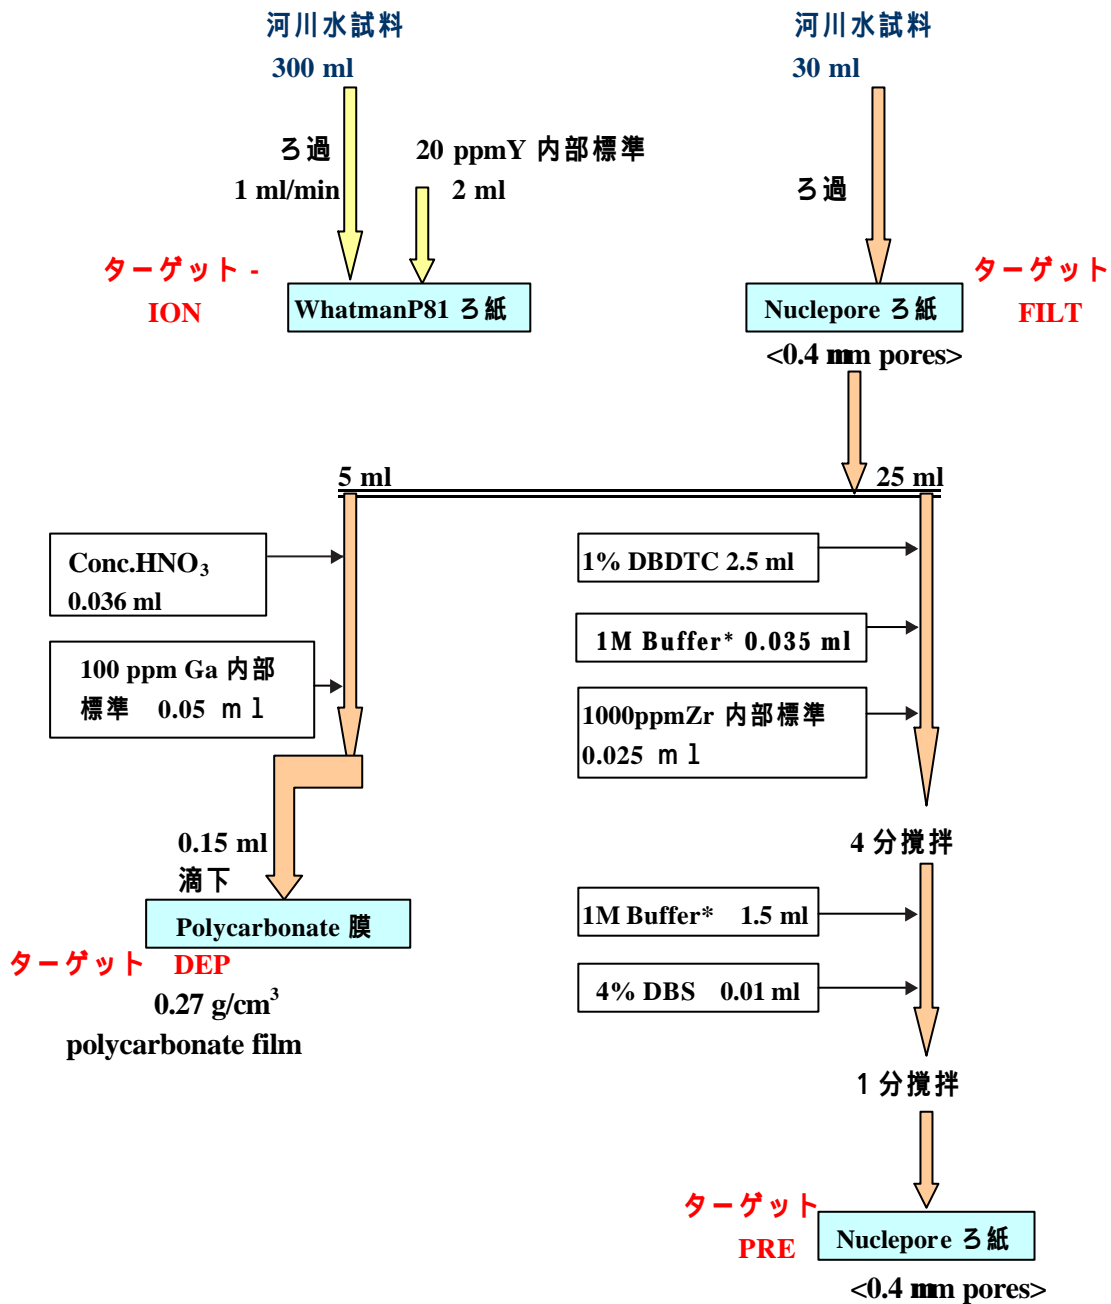 河川水試料
300 ml
河川水試料
30 ml
ろ過
1 ml/min
20 ppmY 内部標準
2 ml
ろ過
ターゲット -
ION
WhatmanP81 ろ紙
Nuclepore ろ紙
ターゲット
FILT
<0.4 mm pores>
5 ml
25 ml
Conc.HNO₃
0.036 ml
1% DBDTC 2.5 ml
1M Buffer* 0.035 ml
100 ppm Ga 内部
標準 0.05 ml
1000ppmZr 内部標準
0.025 ml
0.15 ml
滴下
4 分攪拌
Polycarbonate 膜
ターゲット DEP
0.27 g/cm³
polycarbonate film
1M Buffer* 1.5 ml
4% DBS 0.01 ml
1 分攪拌
ターゲット
PRE
Nuclepore ろ紙
<0.4 mm pores>